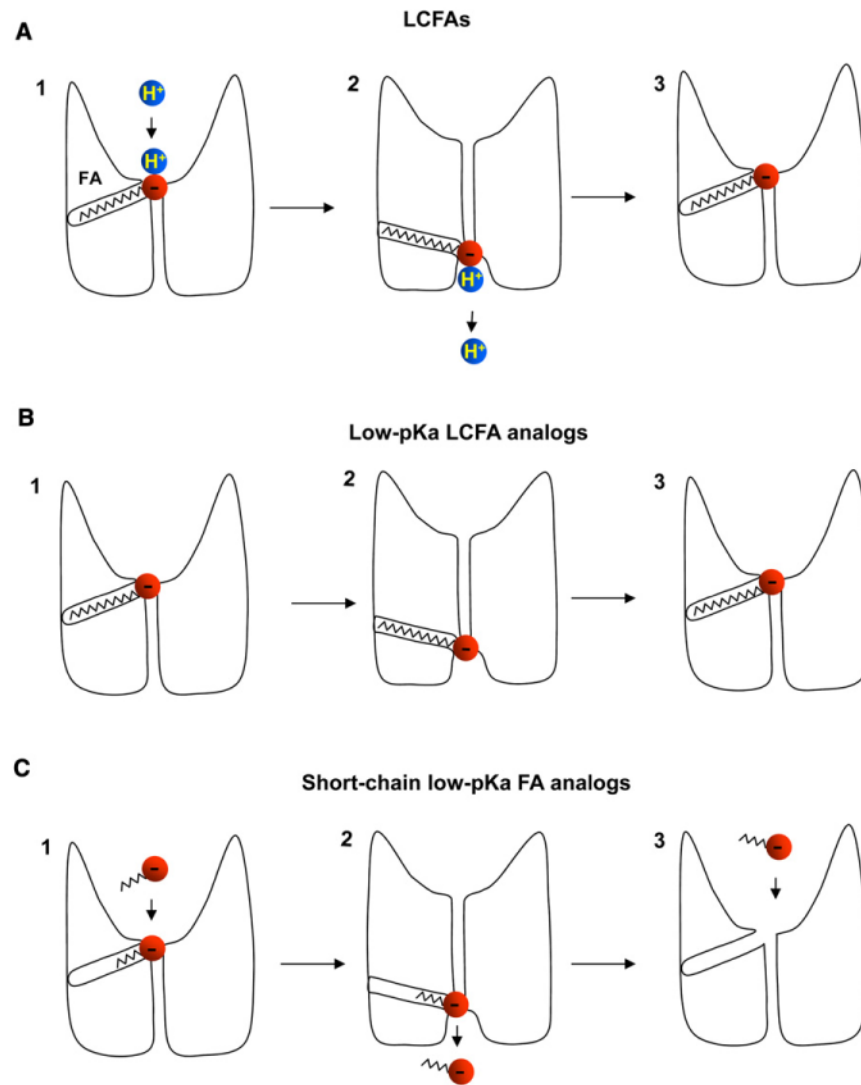 A
LCFAs
1
2
3
H+
H+
FA
-
-
H+
H+
-
B
Low-pKa LCFA analogs
1
2
3
-
-
-
C
Short-chain low-pKa FA analogs
1
2
3
-
-
-
-
-